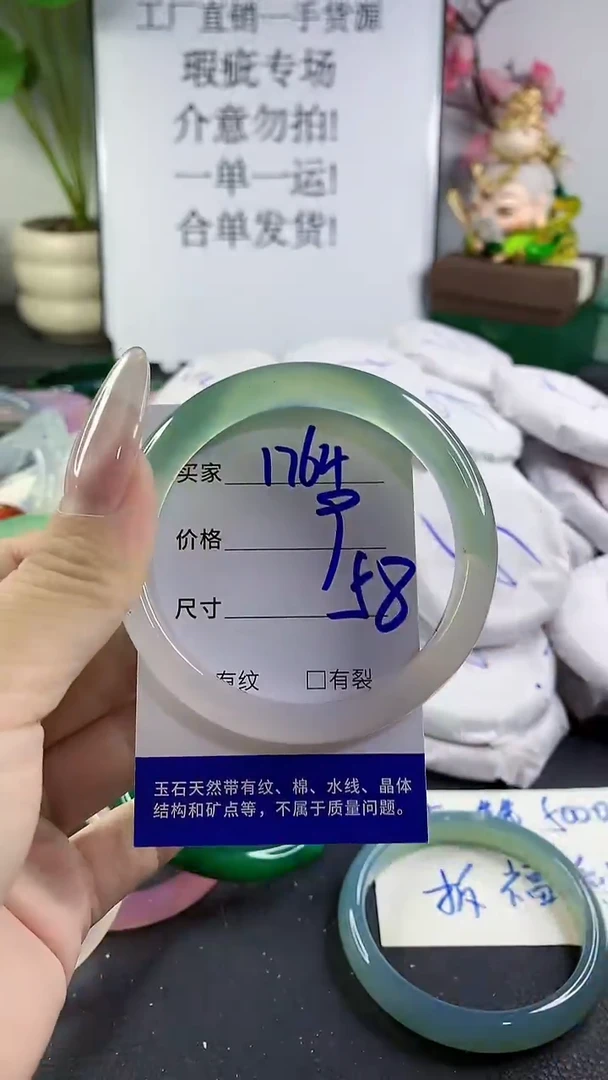 工厂直销一手货源
瑕疵专场
介意勿拍!
一单一运!
合单发货!
买家 1764
价格
尺寸 58
有纹 □有裂
玉石天然带有纹、棉、水线、晶体
结构和矿点等，不属于质量问题。
拆福